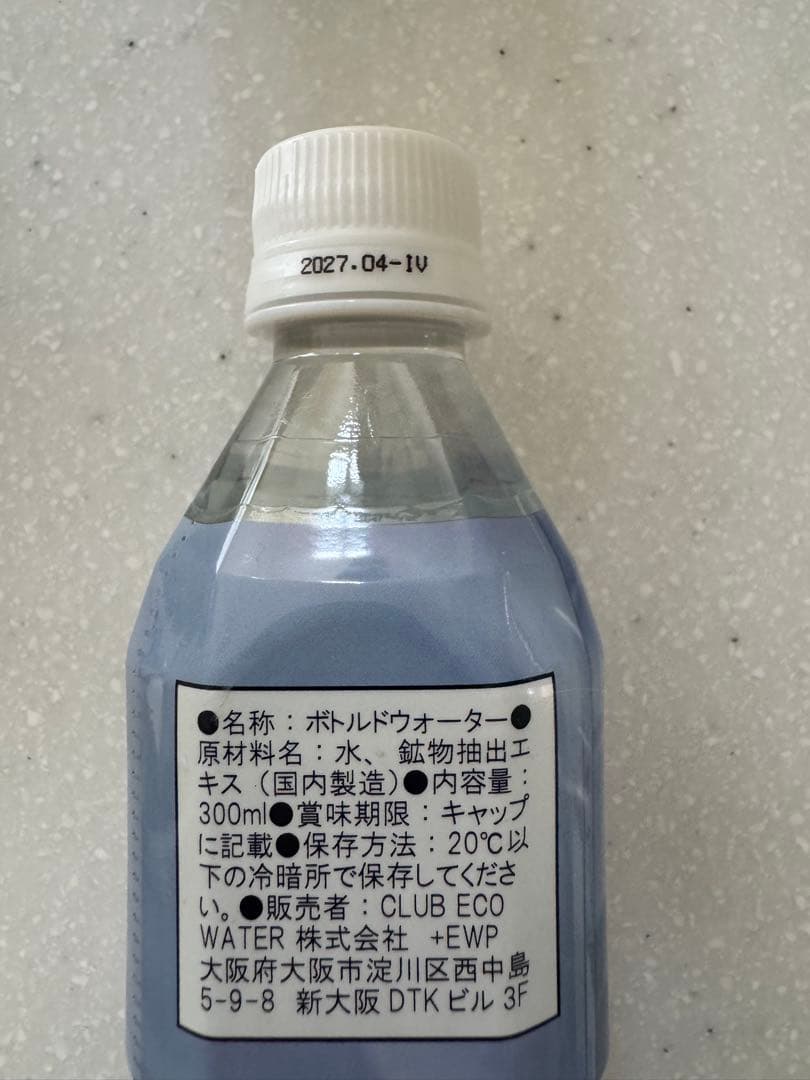 2027.04-IV
●名称：ボトルドウォーター●
原材料名：水、鉱物抽出エ
キス（国内製造）●内容量：
300ml●賞味期限：キャップ
に記載●保存方法：20℃以
下の冷暗所で保存してくださ
い。●販売者：CLUB ECO
WATER 株式会社 +EWP
大阪府大阪市淀川区西中島
5-9-8 新大阪DTKビル 3F